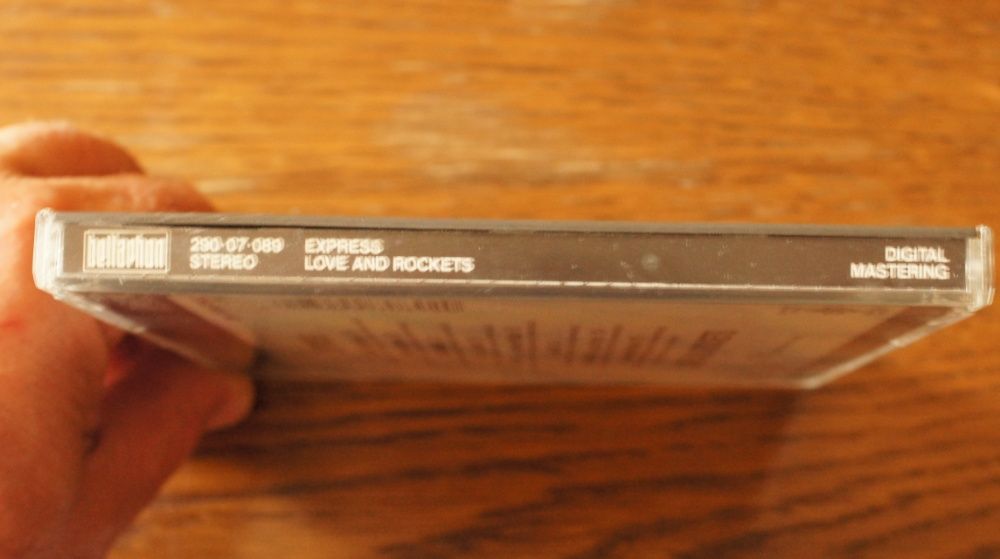 bellaphon
290·07·089
STEREO
EXPRESS
LOVE AND ROCKETS
DIGITAL
MASTERING